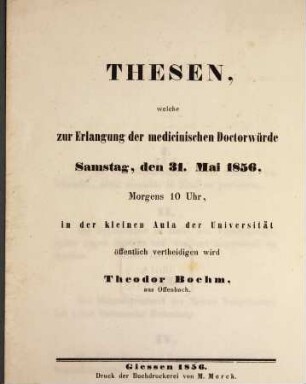 THESEN,
welche
zur Erlangung der medicinischen Doctorwürde
Samstag, den 31. Mai 1856,
Morgens 10 Uhr,
in der kleinen Aula der Universität
öffentlich vertheidigen wird
Theodor Boehm,
aus Offenbach.
Giessen 1856.
Druck der Buchdruckerei von M. Merck.